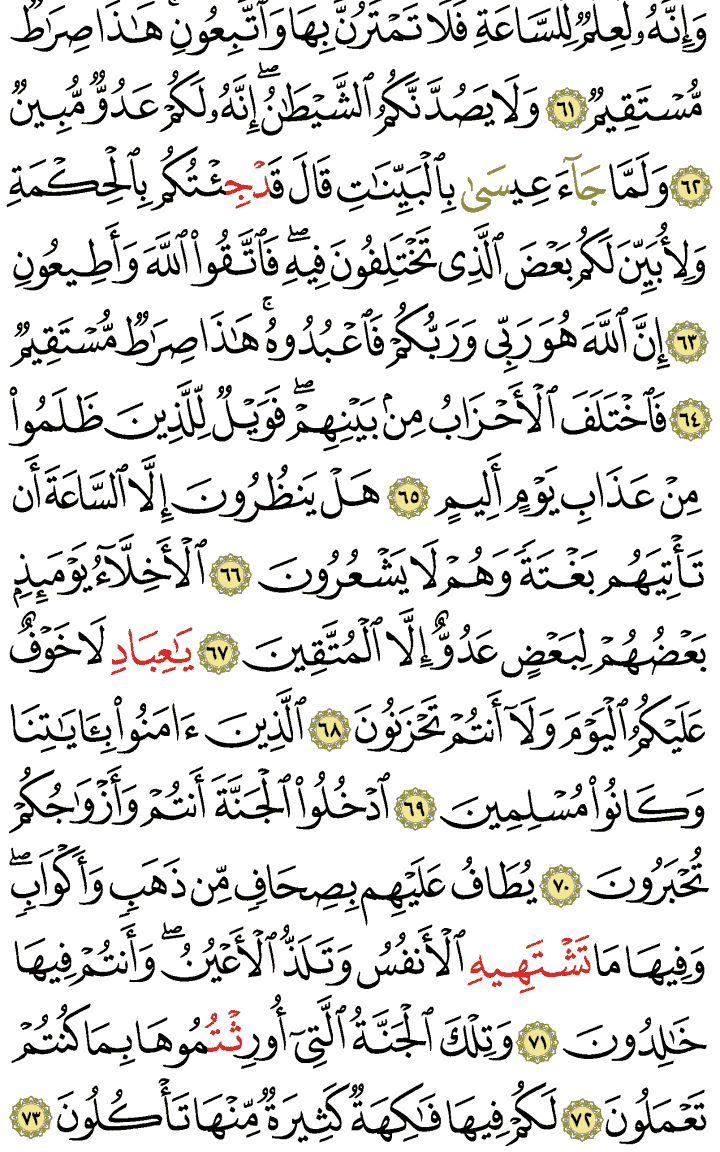 وَإِنَّهُۥ لَعِلْمٌ لِّلسَّاعَةِ فَلَا تَمْتَرُنَّ بِهَا وَٱتَّبِعُونِ ۚ هَـٰذَا صِرَٰطٌ
مُّسْتَقِيمٌ ٦١ وَلَا يَصُدَّنَّكُمُ ٱلشَّيْطَـٰنُ ۖ إِنَّهُۥ لَكُمْ عَدُوٌّ مُّبِينٌ
٦٢ وَلَمَّا جَآءَ عِيسَىٰ بِٱلْبَيِّنَـٰتِ قَالَ قَدْ جِئْتُكُم بِٱلْحِكْمَةِ
وَلِأُبَيِّنَ لَكُم بَعْضَ ٱلَّذِى تَخْتَلِفُونَ فِيهِ ۖ فَٱتَّقُوا۟ ٱللَّهَ وَأَطِيعُونِ
٦٣ إِنَّ ٱللَّهَ هُوَ رَبِّى وَرَبُّكُمْ فَٱعْبُدُوهُ ۚ هَـٰذَا صِرَٰطٌ مُّسْتَقِيمٌ
٦٤ فَٱخْتَلَفَ ٱلْأَحْزَابُ مِنۢ بَيْنِهِمْ ۖ فَوَيْلٌ لِّلَّذِينَ ظَلَمُوا۟
مِنْ عَذَابِ يَوْمٍ أَلِيمٍ ٦٥ هَلْ يَنظُرُونَ إِلَّا ٱلسَّاعَةَ أَن
تَأْتِيَهُم بَغْتَةً وَهُمْ لَا يَشْعُرُونَ ٦٦ ٱلْأَخِلَّآءُ يَوْمَئِذٍۭ
بَعْضُهُمْ لِبَعْضٍ عَدُوٌّ إِلَّا ٱلْمُتَّقِينَ ٦٧ يَـٰعِبَادِ لَا خَوْفٌ
عَلَيْكُمُ ٱلْيَوْمَ وَلَآ أَنتُمْ تَحْزَنُونَ ٦٨ ٱلَّذِينَ ءَامَنُوا۟ بِـَٔايَـٰتِنَا
وَكَانُوا۟ مُسْلِمِينَ ٦٩ ٱدْخُلُوا۟ ٱلْجَنَّةَ أَنتُمْ وَأَزْوَٰجُكُمْ
تُحْبَرُونَ ٧٠ يُطَافُ عَلَيْهِم بِصِحَافٍ مِّن ذَهَبٍ وَأَكْوَابٍ ۖ
وَفِيهَا مَا تَشْتَهِيهِ ٱلْأَنفُسُ وَتَلَذُّ ٱلْأَعْيُنُ ۖ وَأَنتُمْ فِيهَا
خَـٰلِدُونَ ٧١ وَتِلْكَ ٱلْجَنَّةُ ٱلَّتِىٓ أُورِثْتُمُوهَا بِمَا كُنتُمْ
تَعْمَلُونَ ٧٢ لَكُمْ فِيهَا فَـٰكِهَةٌ كَثِيرَةٌ مِّنْهَا تَأْكُلُونَ ٧٣